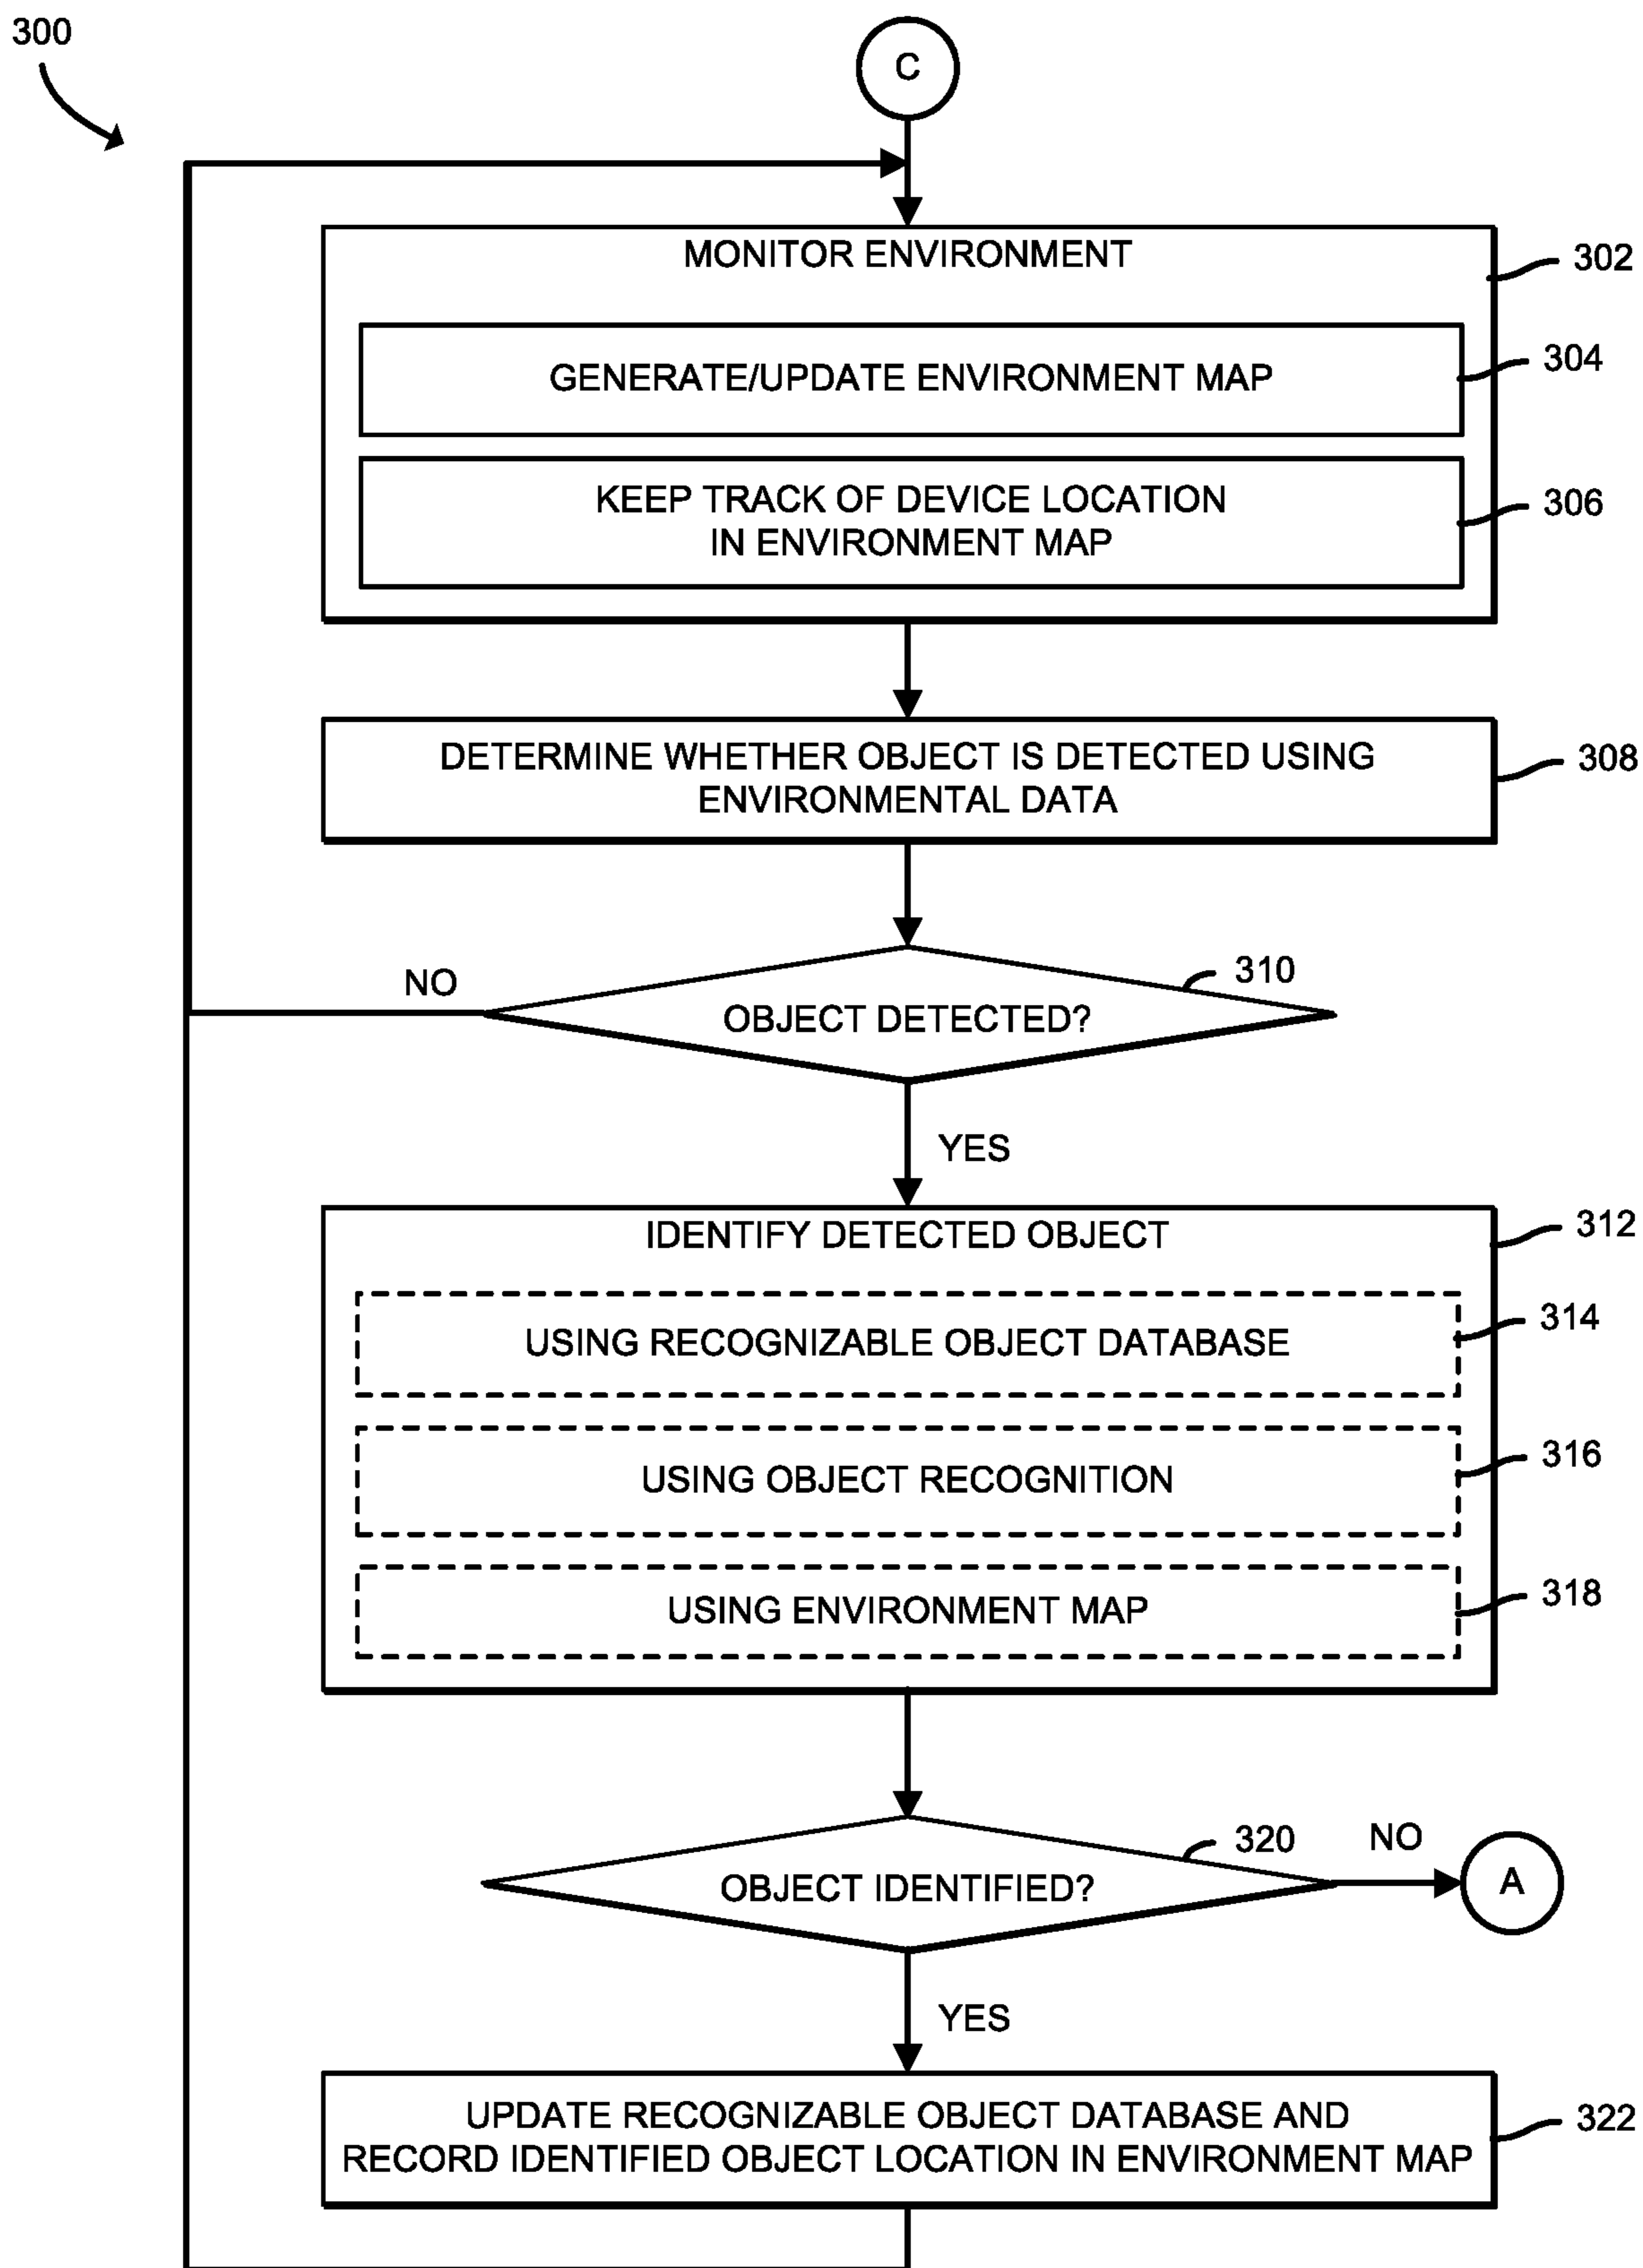 300
C
MONITOR ENVIRONMENT
302
GENERATE/UPDATE ENVIRONMENT MAP
304
KEEP TRACK OF DEVICE LOCATION
IN ENVIRONMENT MAP
306
DETERMINE WHETHER OBJECT IS DETECTED USING
ENVIRONMENTAL DATA
308
NO
310
OBJECT DETECTED?
YES
IDENTIFY DETECTED OBJECT
312
USING RECOGNIZABLE OBJECT DATABASE
314
USING OBJECT RECOGNITION
316
USING ENVIRONMENT MAP
318
320
NO
OBJECT IDENTIFIED?
A
YES
UPDATE RECOGNIZABLE OBJECT DATABASE AND
RECORD IDENTIFIED OBJECT LOCATION IN ENVIRONMENT MAP
322